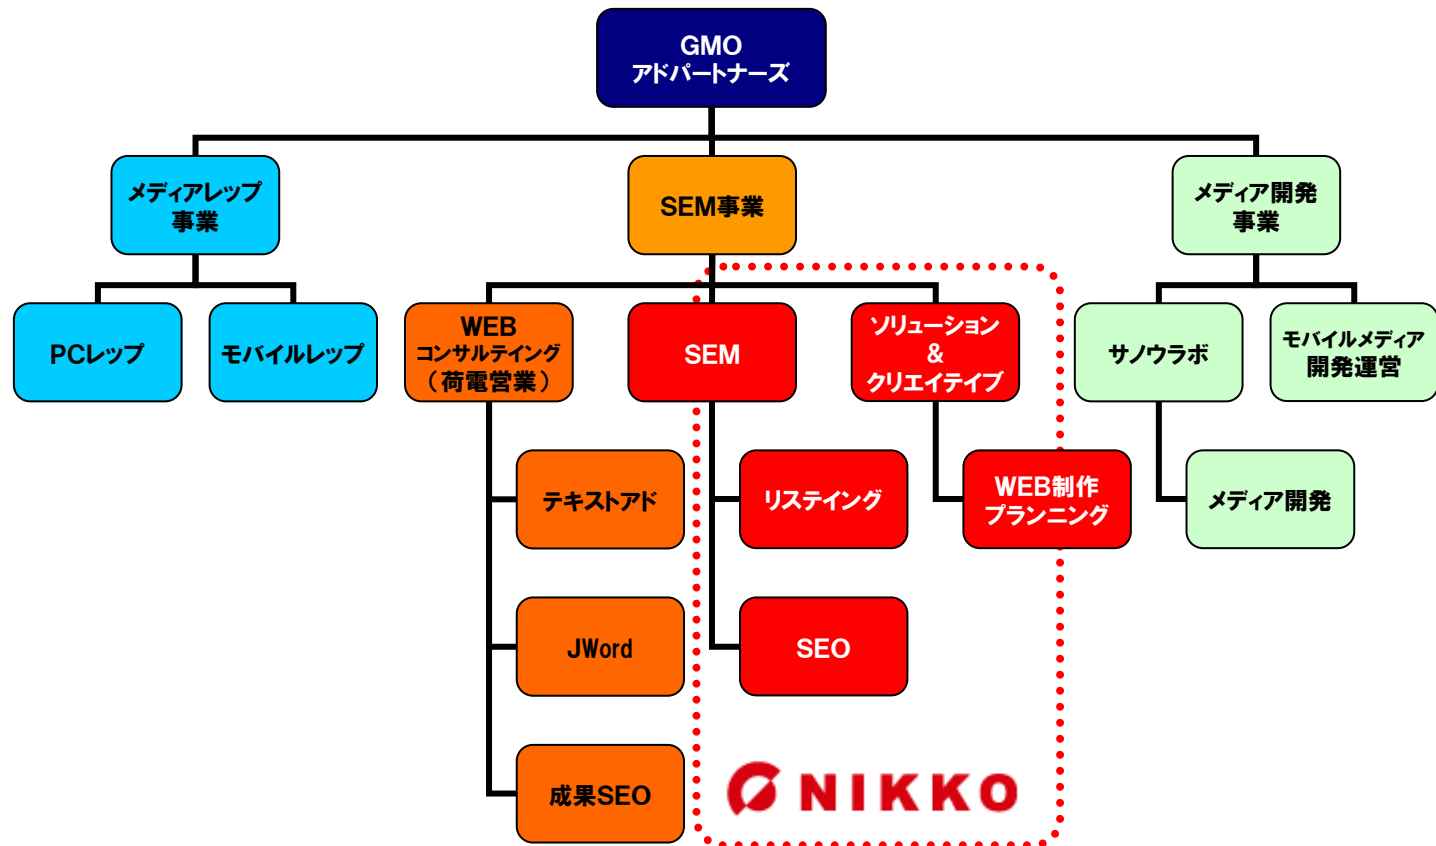 GMO
アドパートナーズ
メディアレップ
事業
SEM事業
メディア開発
事業
PCレップ
モバイルレップ
WEB
コンサルテイング
（荷電営業）
SEM
ソリューション
&
クリエイテイブ
サノウラボ
モバイルメディア
開発運営
テキストアド
リステイング
WEB制作
プランニング
メディア開発
JWord
SEO
成果SEO
NIKKO